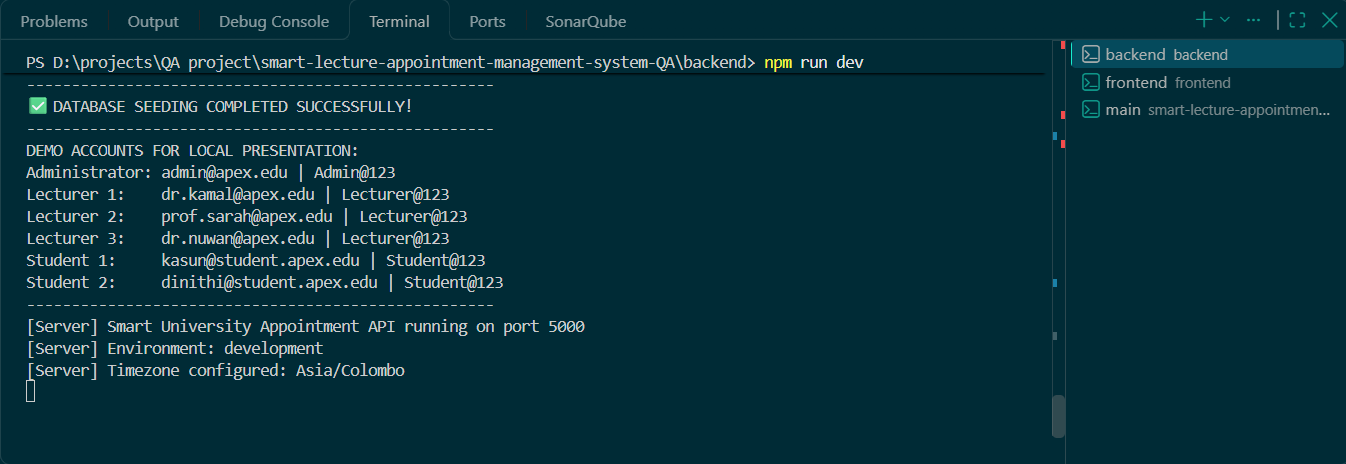 Problems Output Debug Console Terminal Ports SonarQube
PS D:\projects\QA project\smart-lecture-appointment-management-system-QA\backend> npm run dev
----------------------------------------------------
✅ DATABASE SEEDING COMPLETED SUCCESSFULLY!
----------------------------------------------------
DEMO ACCOUNTS FOR LOCAL PRESENTATION:
Administrator: admin@apex.edu | Admin@123
Lecturer 1:    dr.kamal@apex.edu | Lecturer@123
Lecturer 2:    prof.sarah@apex.edu | Lecturer@123
Lecturer 3:    dr.nuwan@apex.edu | Lecturer@123
Student 1:     kasun@student.apex.edu | Student@123
Student 2:     dinithi@student.apex.edu | Student@123
----------------------------------------------------
[Server] Smart University Appointment API running on port 5000
[Server] Environment: development
[Server] Timezone configured: Asia/Colombo
backend backend
frontend frontend
main smart-lecture-appointmen...